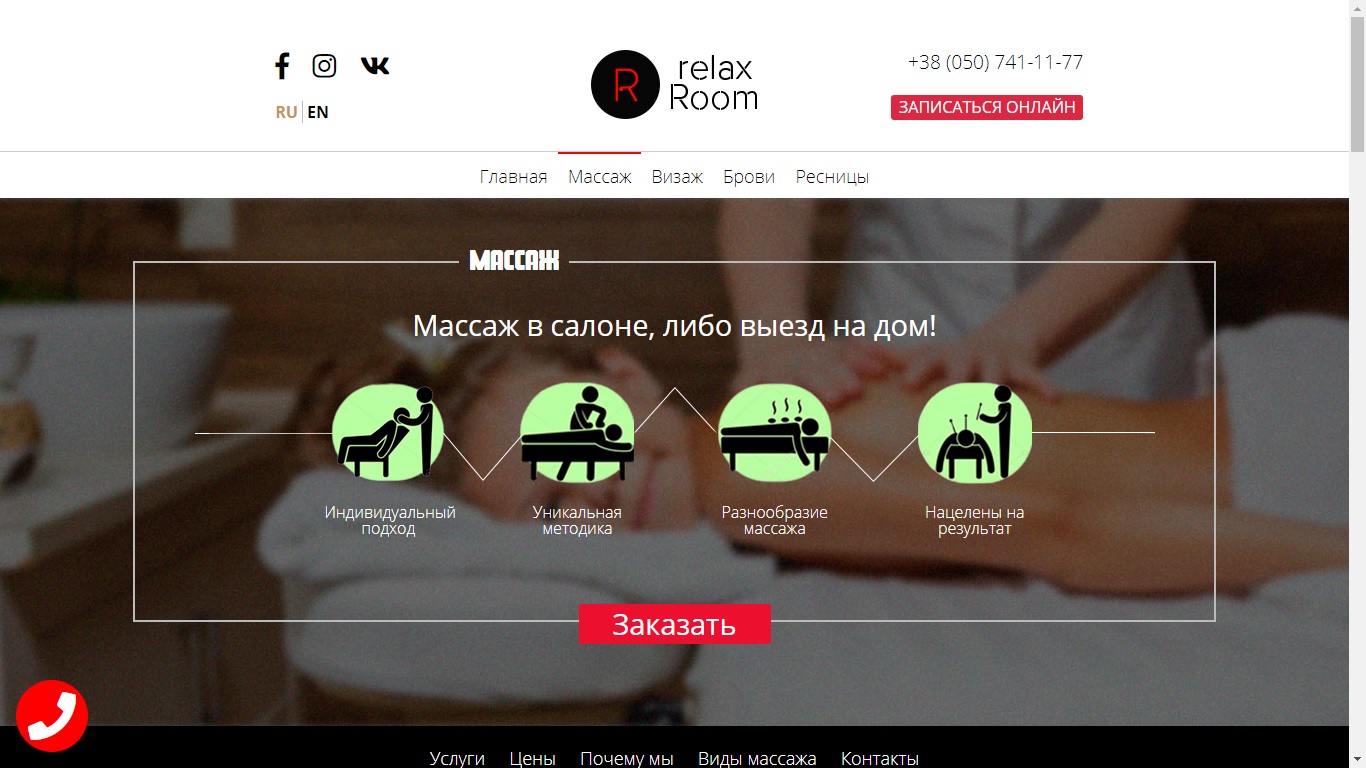 RU EN
R
relax
Room
+38 (050) 741-11-77
ЗАПИСАТЬСЯ ОНЛАЙН
Главная Массаж Визаж Брови Ресницы
МАССАЖ
Массаж в салоне, либо выезд на дом!
Индивидуальный
подход
Уникальная
методика
Разнообразие
массажа
Нацелены на
результат
Заказать
Услуги Цены Почему мы Виды массажа Контакты